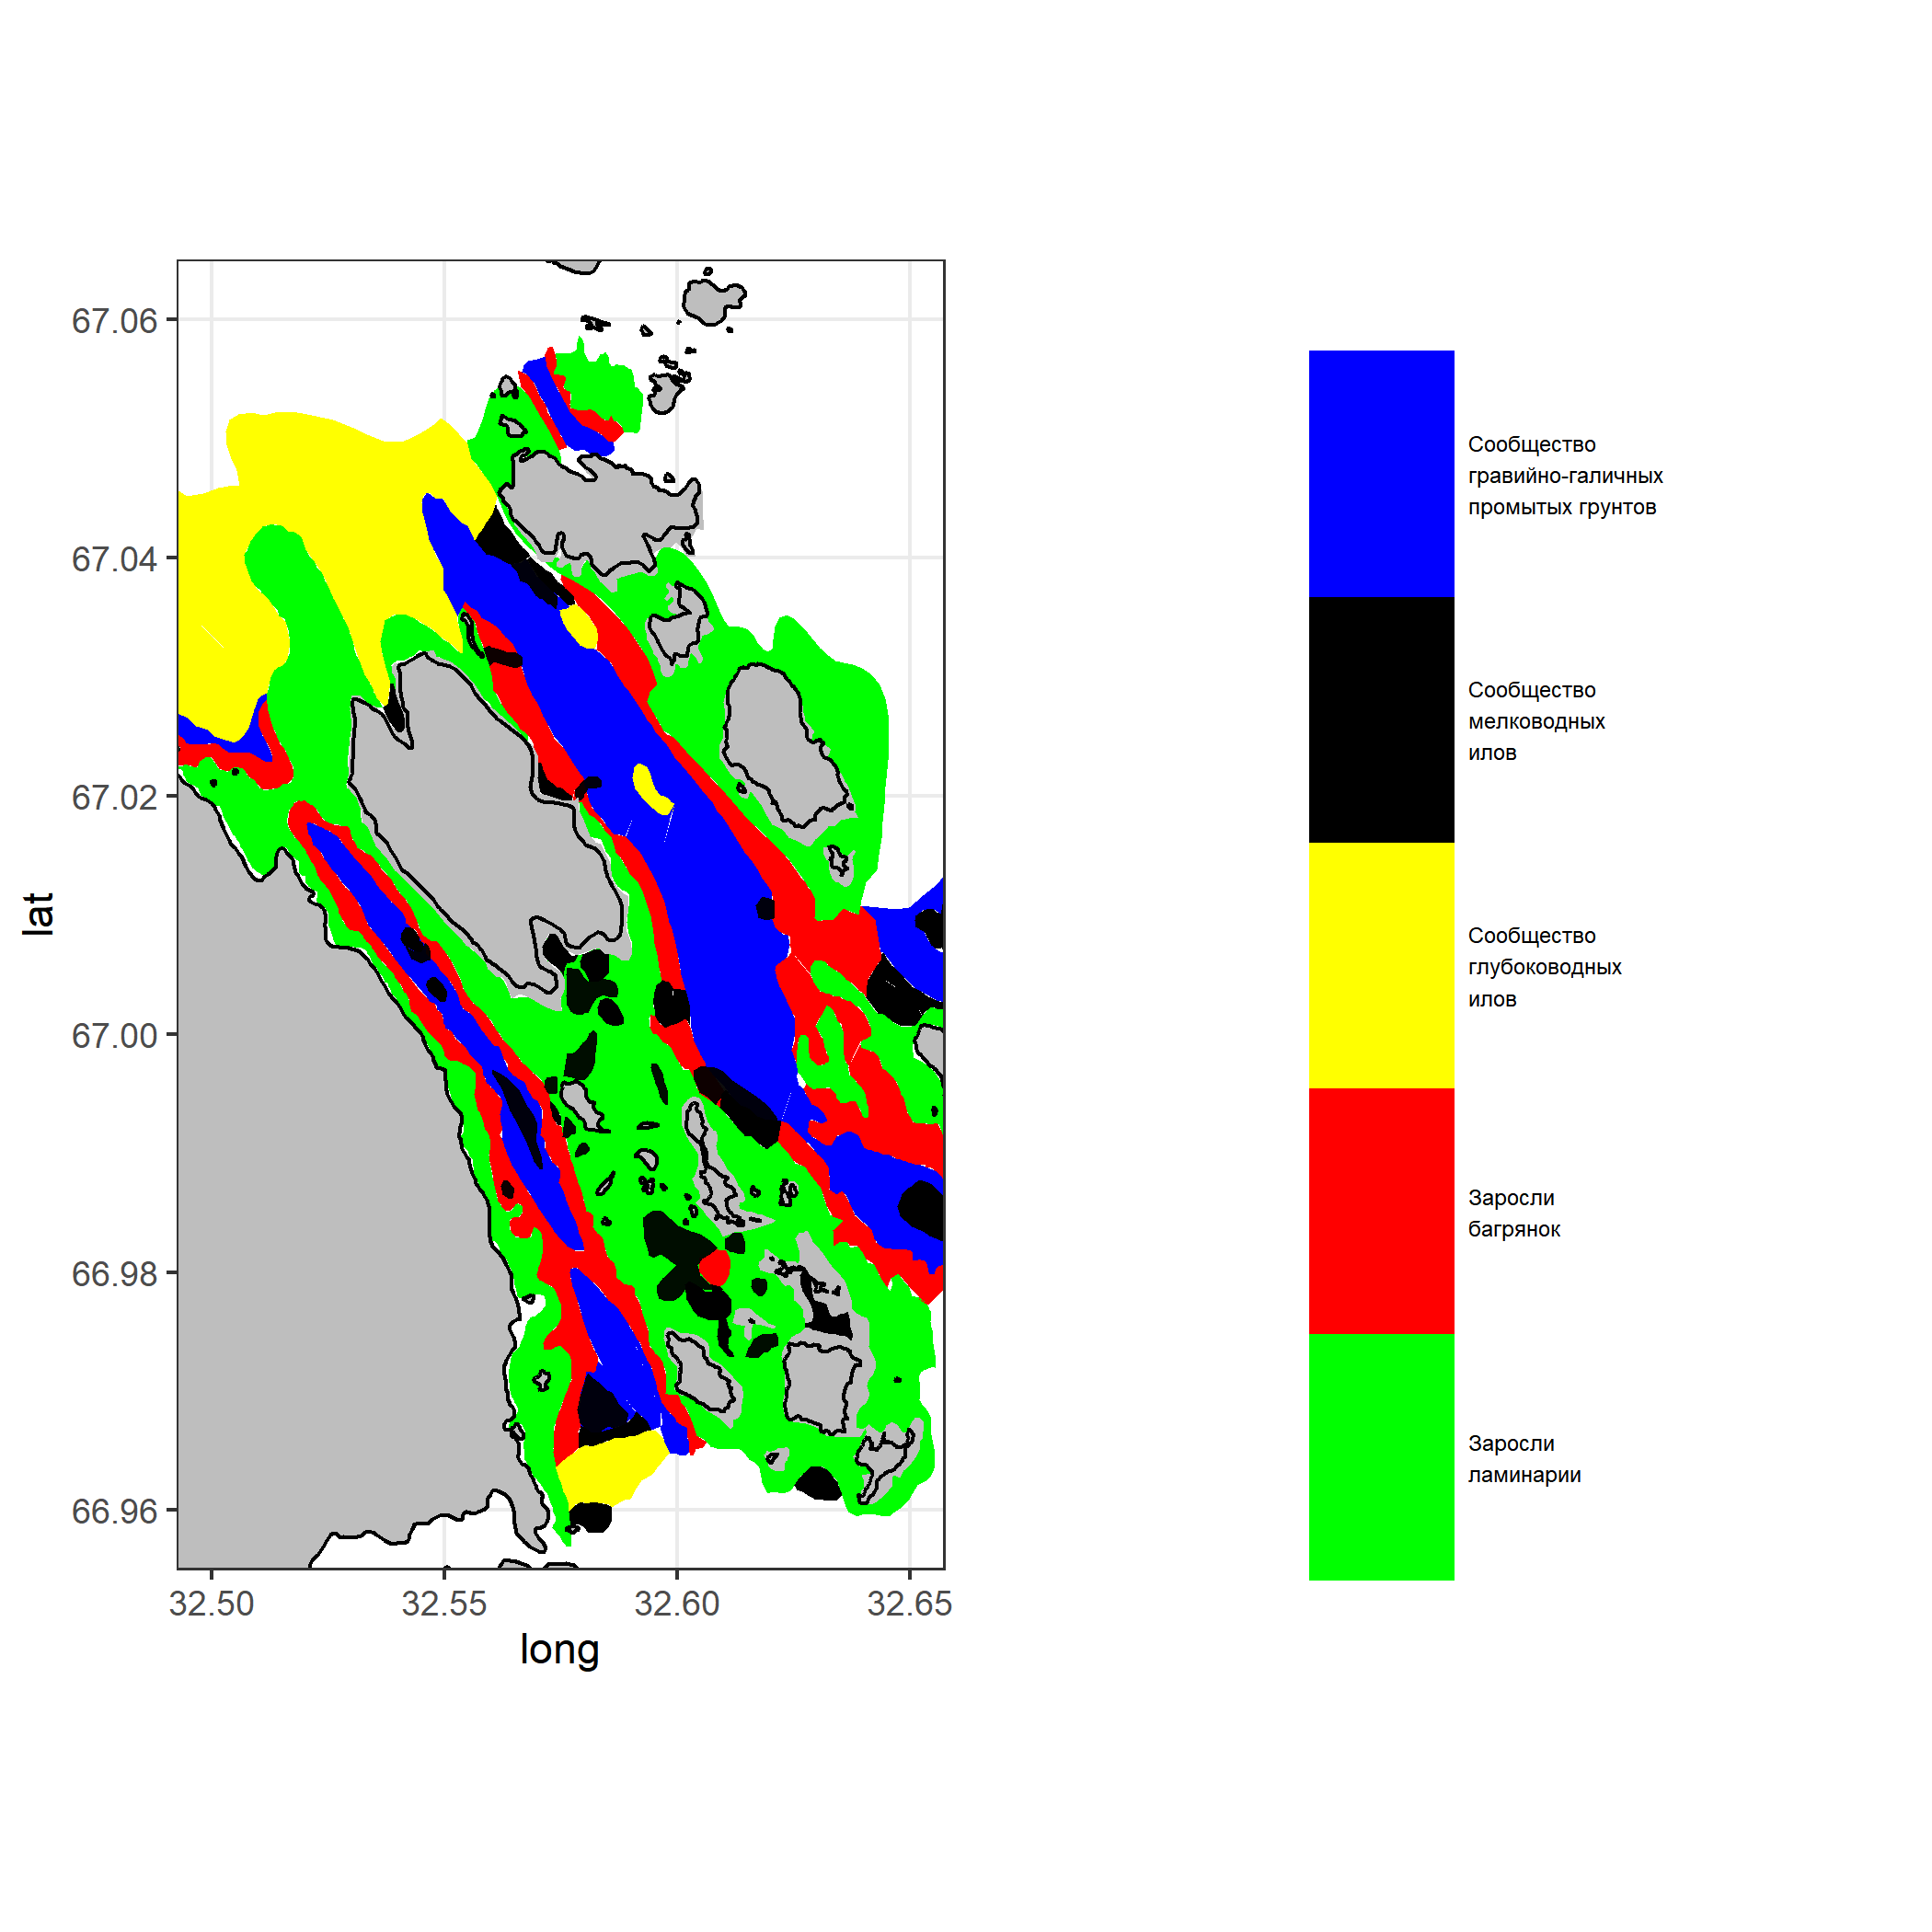 67.06
67.04
67.02
67.00
66.98
66.96
lat
32.50 32.55 32.60 32.65
long
Сообщество
гравийно-галичных
промытых грунтов
Сообщество
мелководных
илов
Сообщество
глубоководных
илов
Заросли
багрянок
Заросли
ламинарии